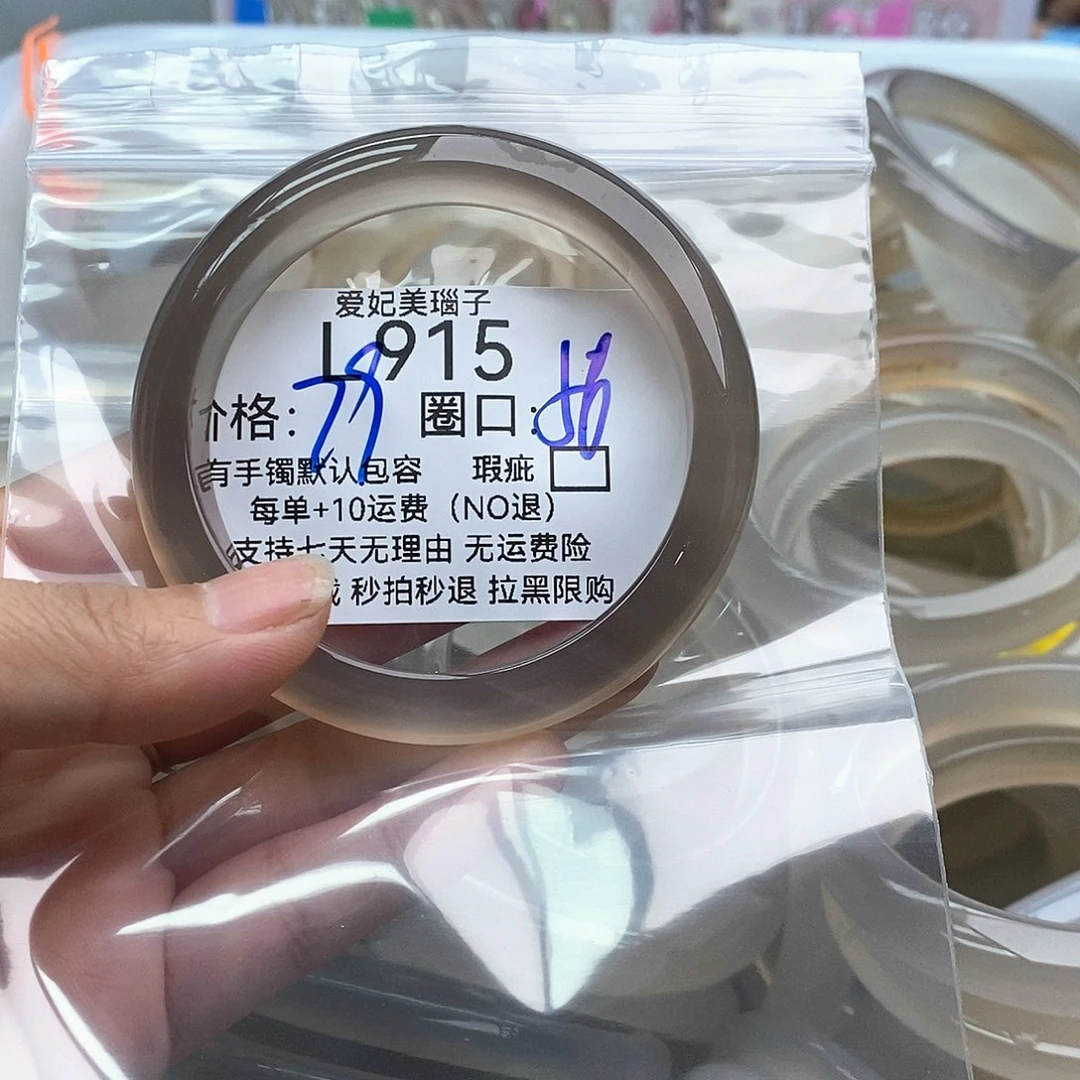 爱妃美瑙子
L915
价格：79 圈口：56
有手镯默认包容 瑕疵
每单+10运费（NO退）
支持七天无理由 无运费险
秒拍秒退 拉黑限购